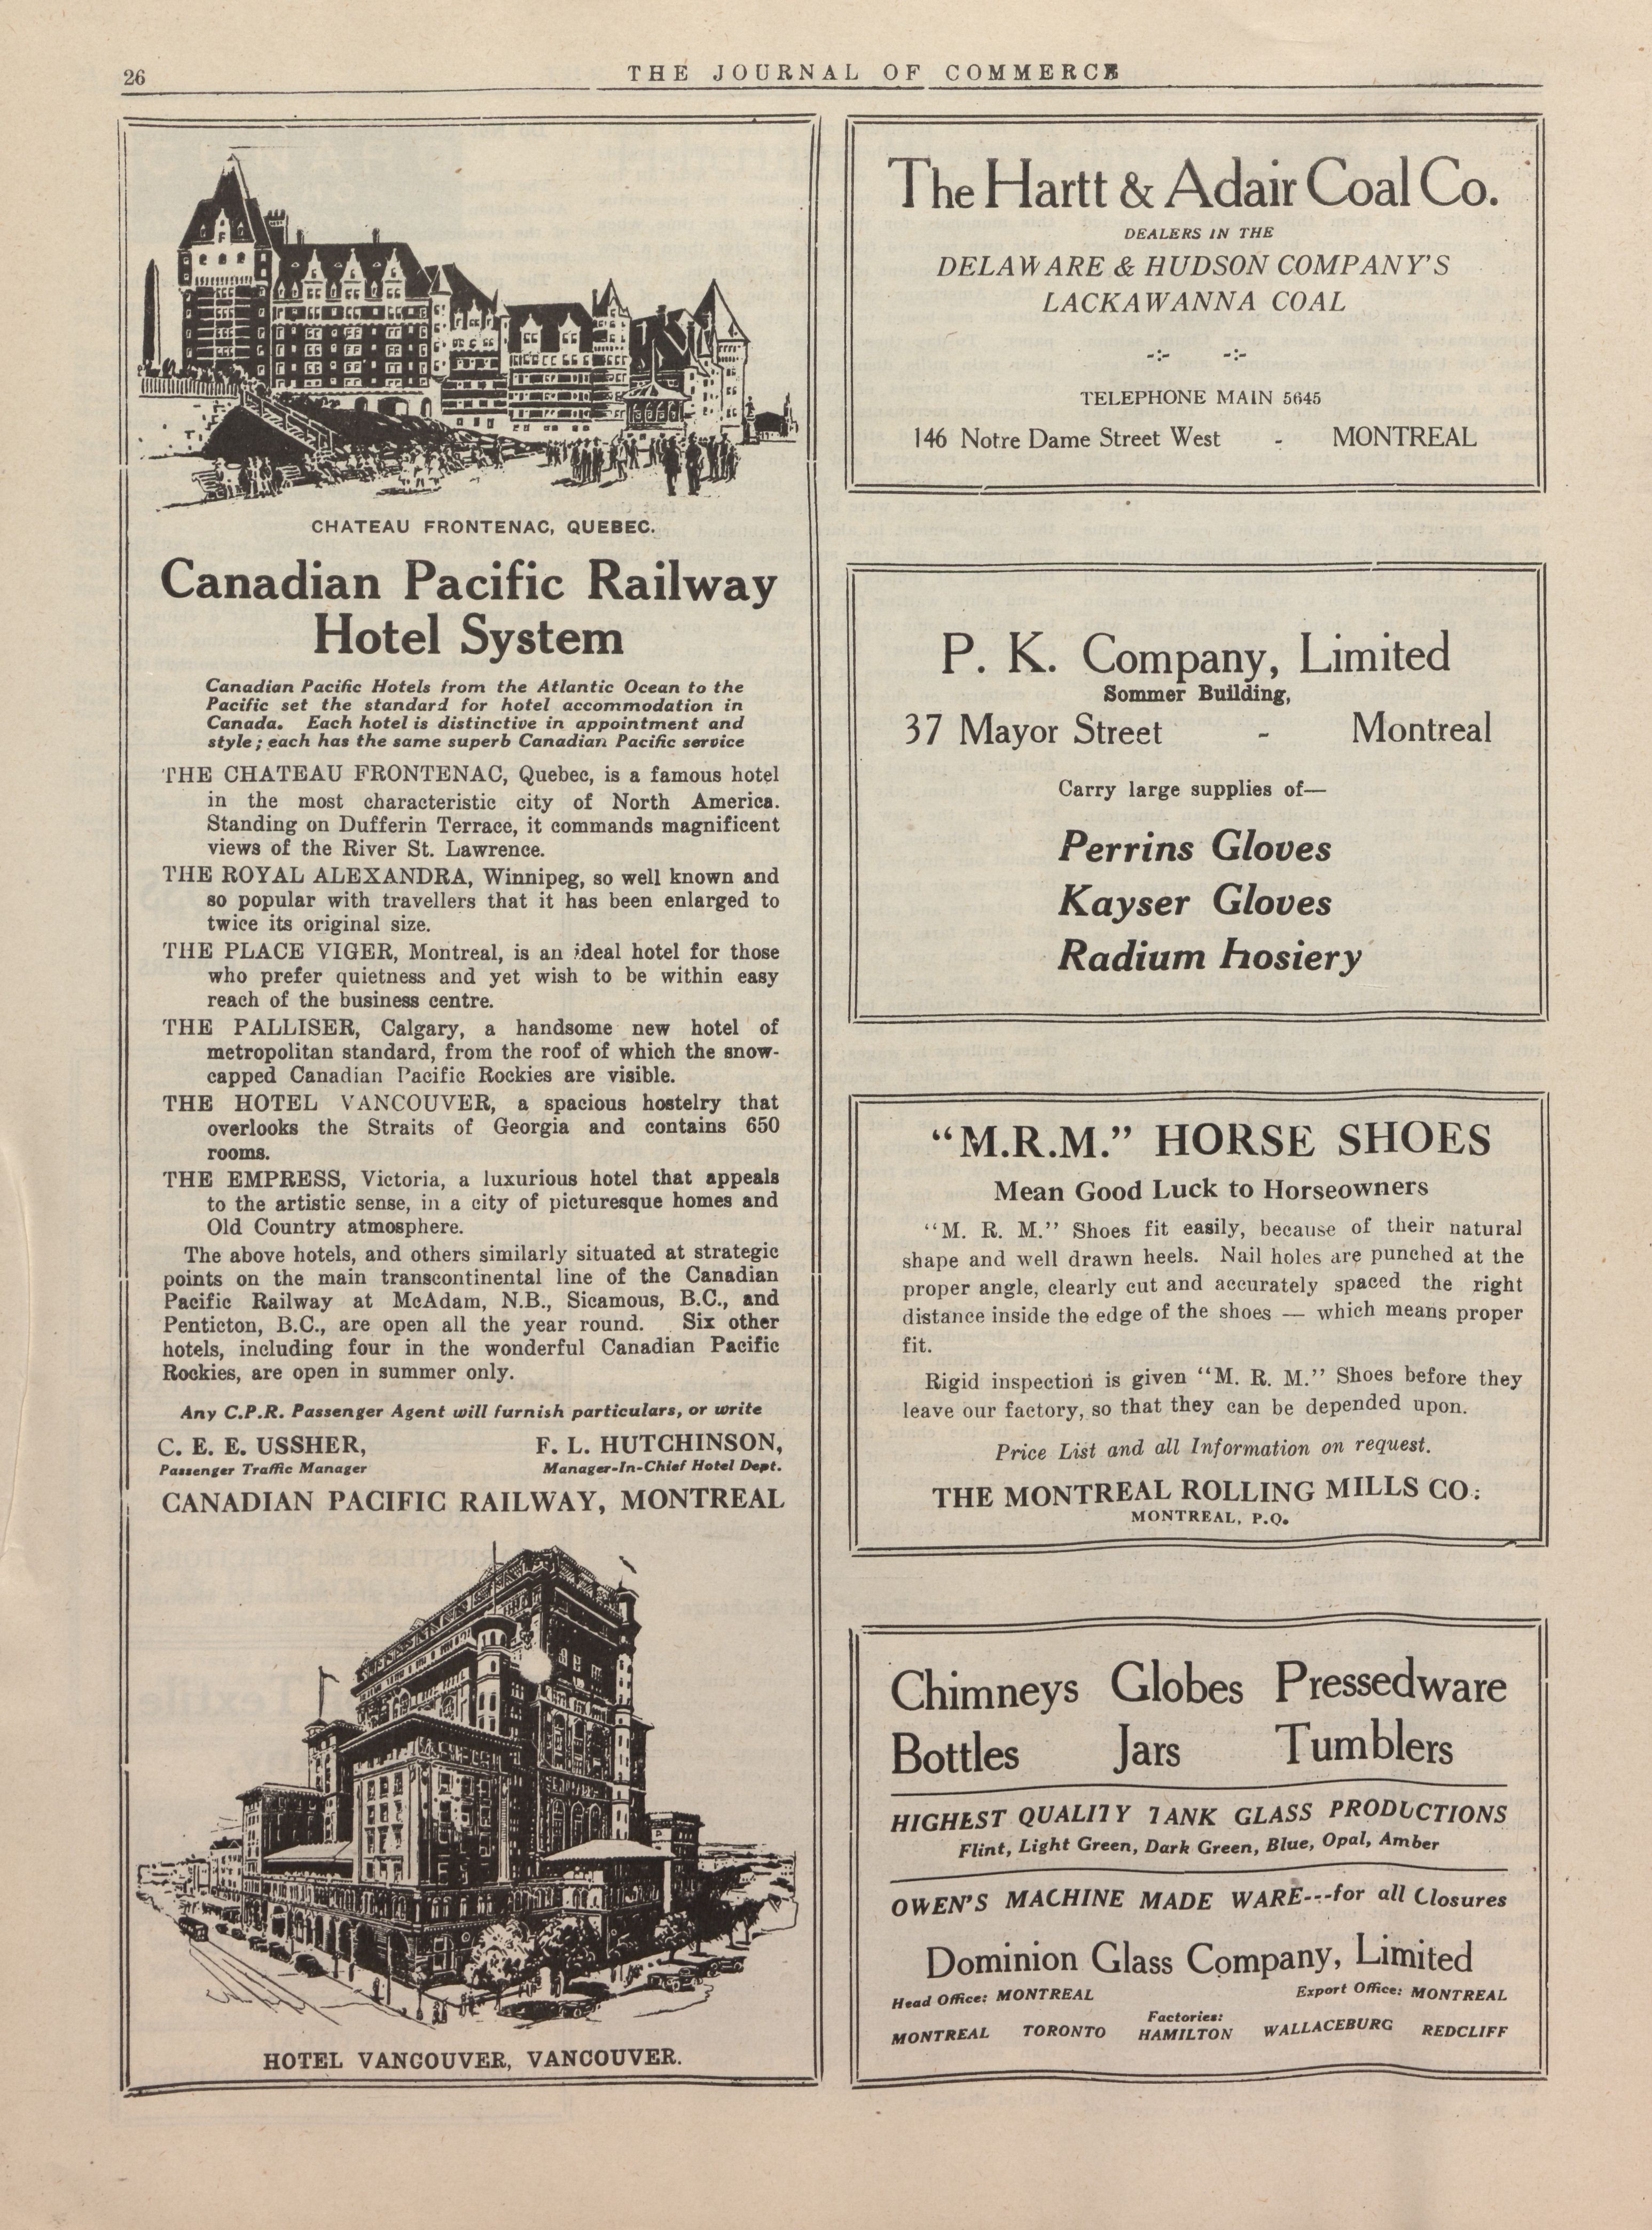 26
THE JOURNAL OF COMMERCE
CHATEAU FRONTENAC, QUEBEC.
Canadian Pacific Railway
Hotel System
Canadian Pacific Hotels from the Atlantic Ocean to the
Pacific set the standard for hotel accommodation in
Canada. Each hotel is distinctive in appointment and
style; each has the same superb Canadian Pacific service
THE CHATEAU FRONTENAC, Quebec, is a famous hotel
in the most characteristic city of North America.
Standing on Dufferin Terrace, it commands magnificent
views of the River St. Lawrence.
THE ROYAL ALEXANDRA, Winnipeg, so well known and
so popular with travellers that it has been enlarged to
twice its original size.
THE PLACE VIGER, Montreal, is an ideal hotel for those
who prefer quietness and yet wish to be within easy
reach of the business centre.
THE PALLISER, Calgary, a handsome new hotel of
metropolitan standard, from the roof of which the snow-
capped Canadian Pacific Rockies are visible.
THE HOTEL VANCOUVER, a spacious hostelry that
overlooks the Straits of Georgia and contains 650
rooms.
THE EMPRESS, Victoria, a luxurious hotel that appeals
to the artistic sense, in a city of picturesque homes and
Old Country atmosphere.
The above hotels, and others similarly situated at strategic
points on the main transcontinental line of the Canadian
Pacific Railway at McAdam, N.B., Sicamous, B.C., and
Penticton, B.C., are open all the year round. Six other
hotels, including four in the wonderful Canadian Pacific
Rockies, are open in summer only.
Any C.P.R. Passenger Agent will furnish particulars, or write
C. E. E. USSHER, F. L. HUTCHINSON,
Passenger Traffic Manager Manager-In-Chief Hotel Dept.
CANADIAN PACIFIC RAILWAY, MONTREAL
HOTEL VANCOUVER, VANCOUVER.
The Hartt & Adair Coal Co.
DEALERS IN THE
DELAWARE & HUDSON COMPANY'S
LACKAWANNA COAL
-:- -:-
TELEPHONE MAIN 5645
146 Notre Dame Street West - MONTREAL
P. K. Company, Limited
Sommer Building,
37 Mayor Street - Montreal
Carry large supplies of—
Perrins Gloves
Kayser Gloves
Radium Hosiery
"M.R.M." HORSE SHOES
Mean Good Luck to Horseowners
"M. R. M." Shoes fit easily, because of their natural
shape and well drawn heels. Nail holes are punched at the
proper angle, clearly cut and accurately spaced the right
distance inside the edge of the shoes — which means proper
fit.
Rigid inspection is given "M. R. M." Shoes before they
leave our factory, so that they can be depended upon.
Price List and all Information on request.
THE MONTREAL ROLLING MILLS CO.
MONTREAL, P.Q.
Chimneys Globes Pressedware
Bottles Jars Tumblers
HIGHEST QUALITY TANK GLASS PRODUCTIONS
Flint, Light Green, Dark Green, Blue, Opal, Amber
OWEN'S MACHINE MADE WARE---for all Closures
Dominion Glass Company, Limited
Head Office: MONTREAL Export Office: MONTREAL
Factories:
MONTREAL TORONTO HAMILTON WALLACEBURG REDCLIFF